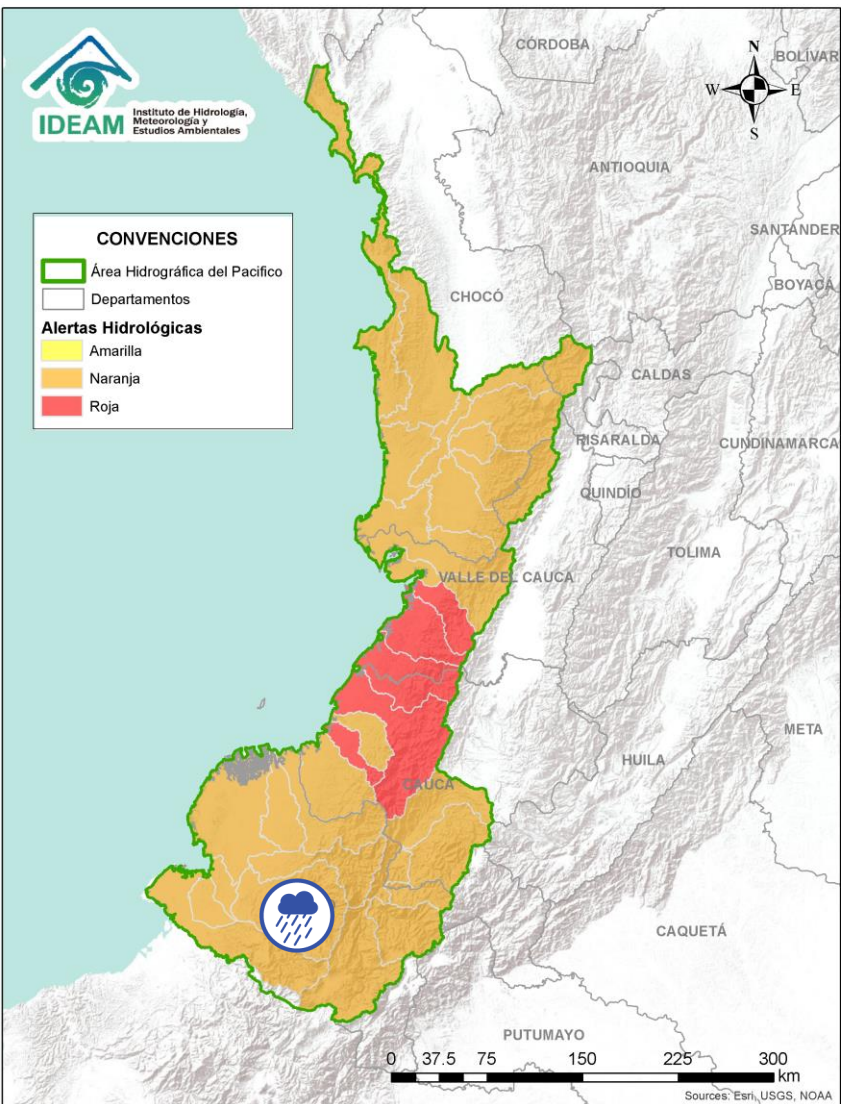 IDEAM
Instituto de Hidrología,
Meteorología y
Estudios Ambientales
CONVENCIONES
Área Hidrográfica del Pacifico
Departamentos
Alertas Hidrológicas
Amarilla
Naranja
Roja
N
W
E
S
CÓRDOBA
BOLÍVAR
ANTIOQUIA
SANTANDER
BOYACÁ
CHOCÓ
CALDAS
RISARALDA
CUNDINAMARCA
QUINDÍO
TOLIMA
VALLE DEL CAUCA
META
HUILA
CAUCA
CAQUETÁ
PUTUMAYO
0 37.5 75 150 225 300
km
Sources: Esri, USGS, NOAA